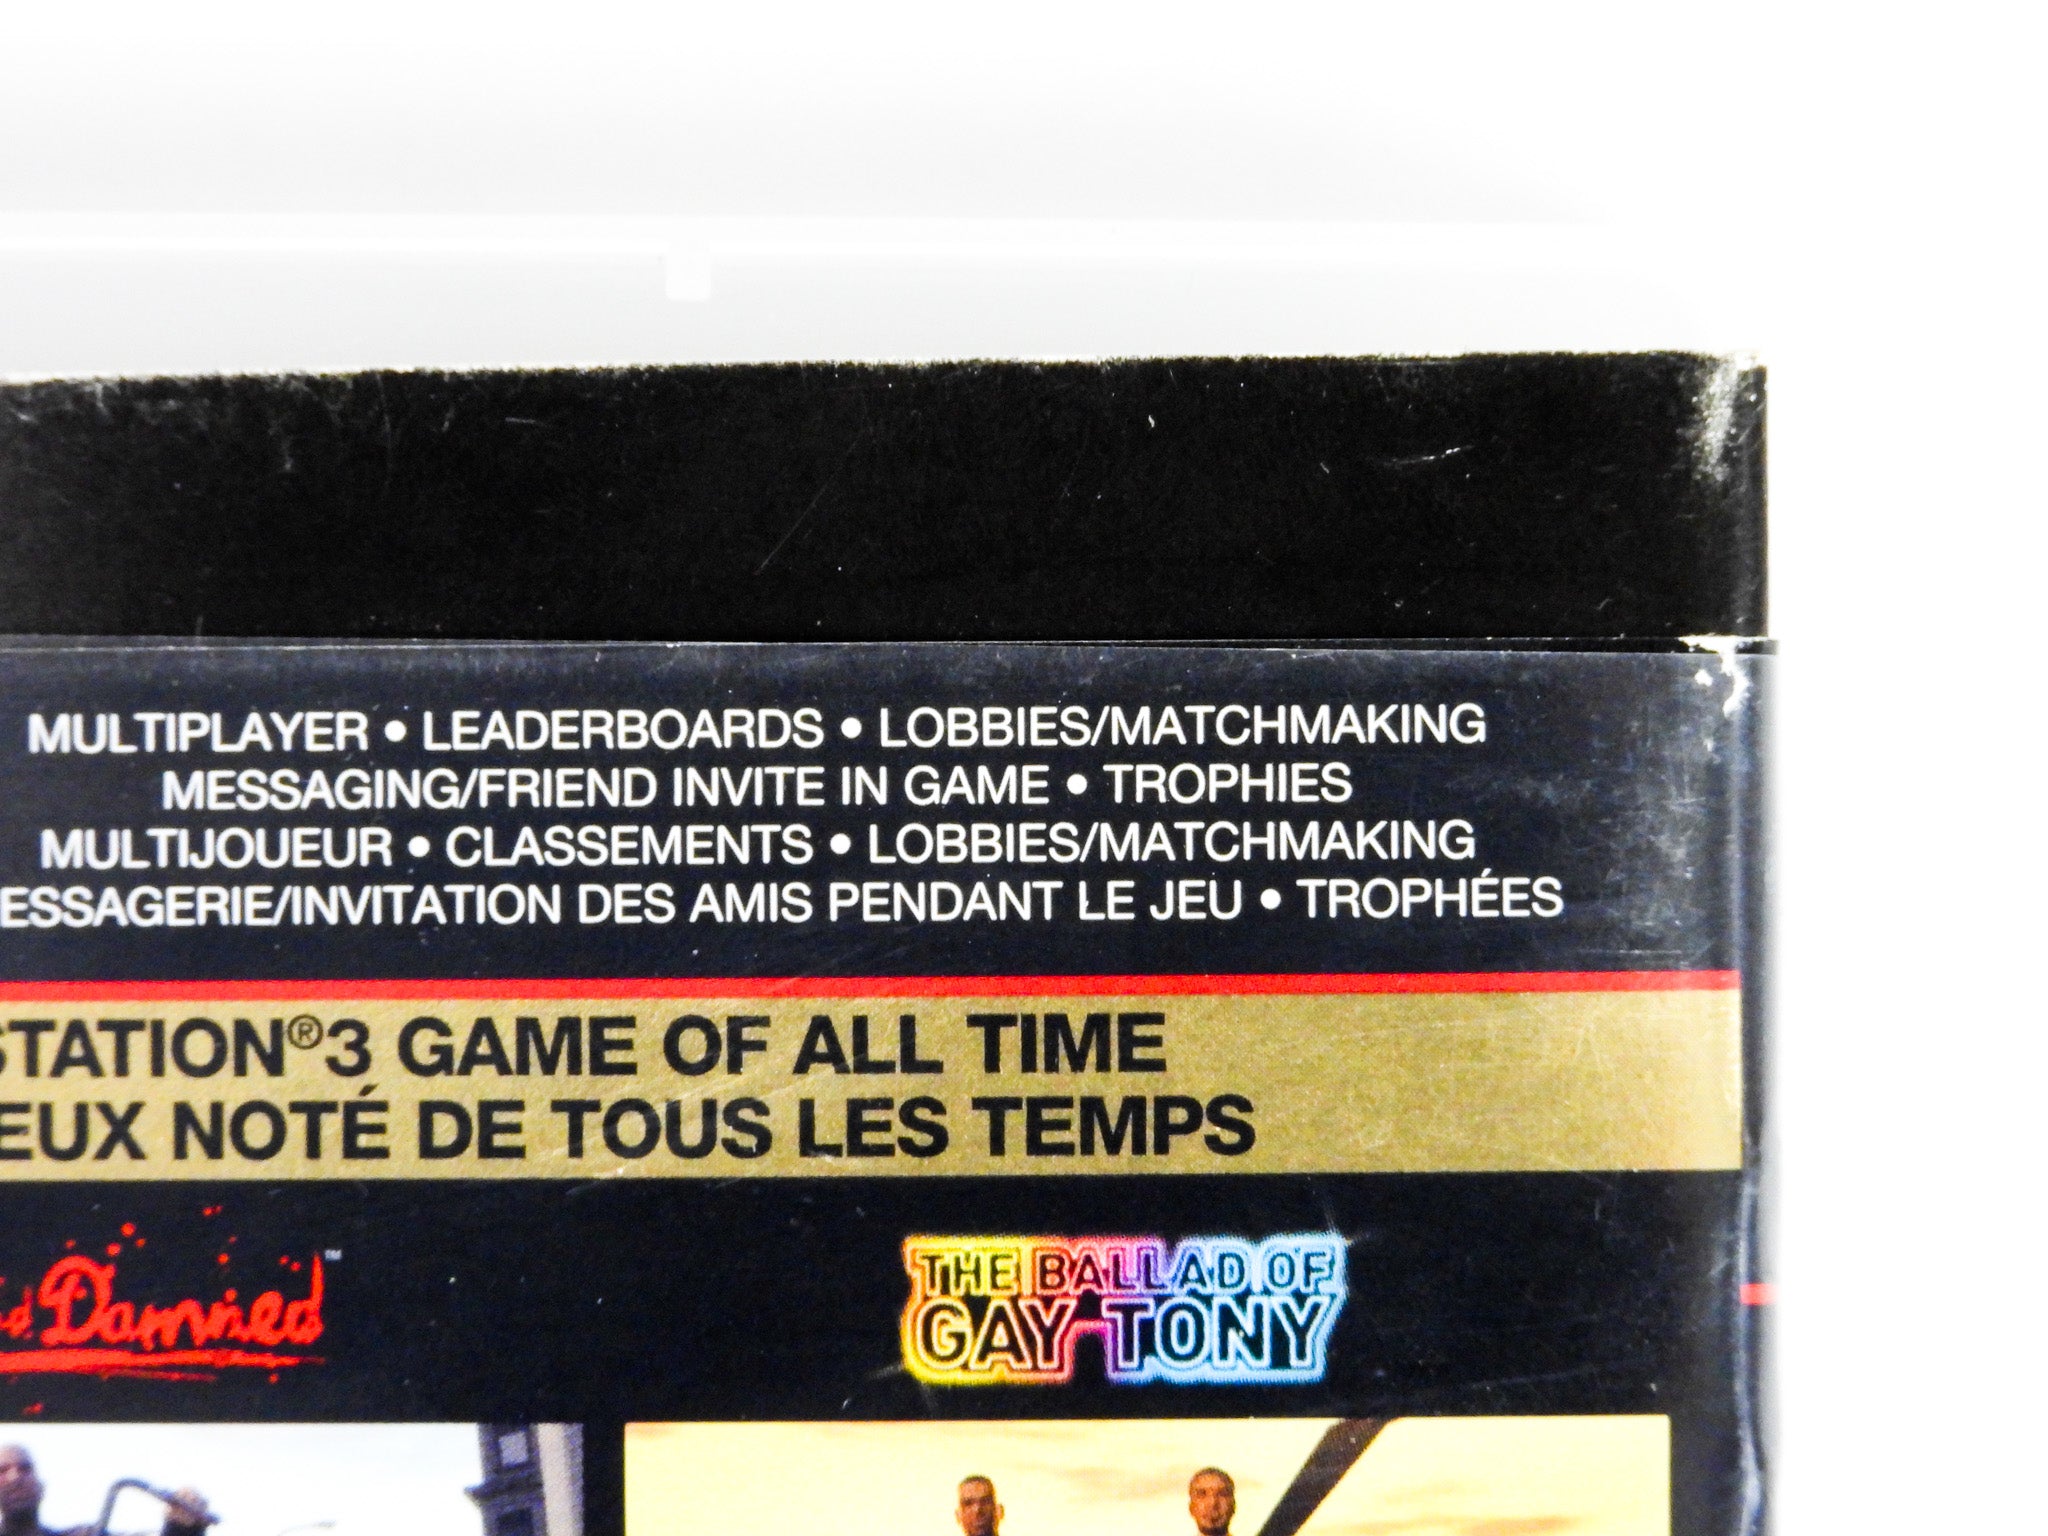 MULTIPLAYER • LEADERBOARDS • LOBBIES/MATCHMAKING
MESSAGING/FRIEND INVITE IN GAME • TROPHIES
MULTIJOUEUR • CLASSEMENTS • LOBBIES/MATCHMAKING
ESSAGERIE/INVITATION DES AMIS PENDANT LE JEU • TROPHÉES
STATION®3 GAME OF ALL TIME
EUX NOTÉ DE TOUS LES TEMPS
d Damned™
THE BALLAD OF
GAY TONY